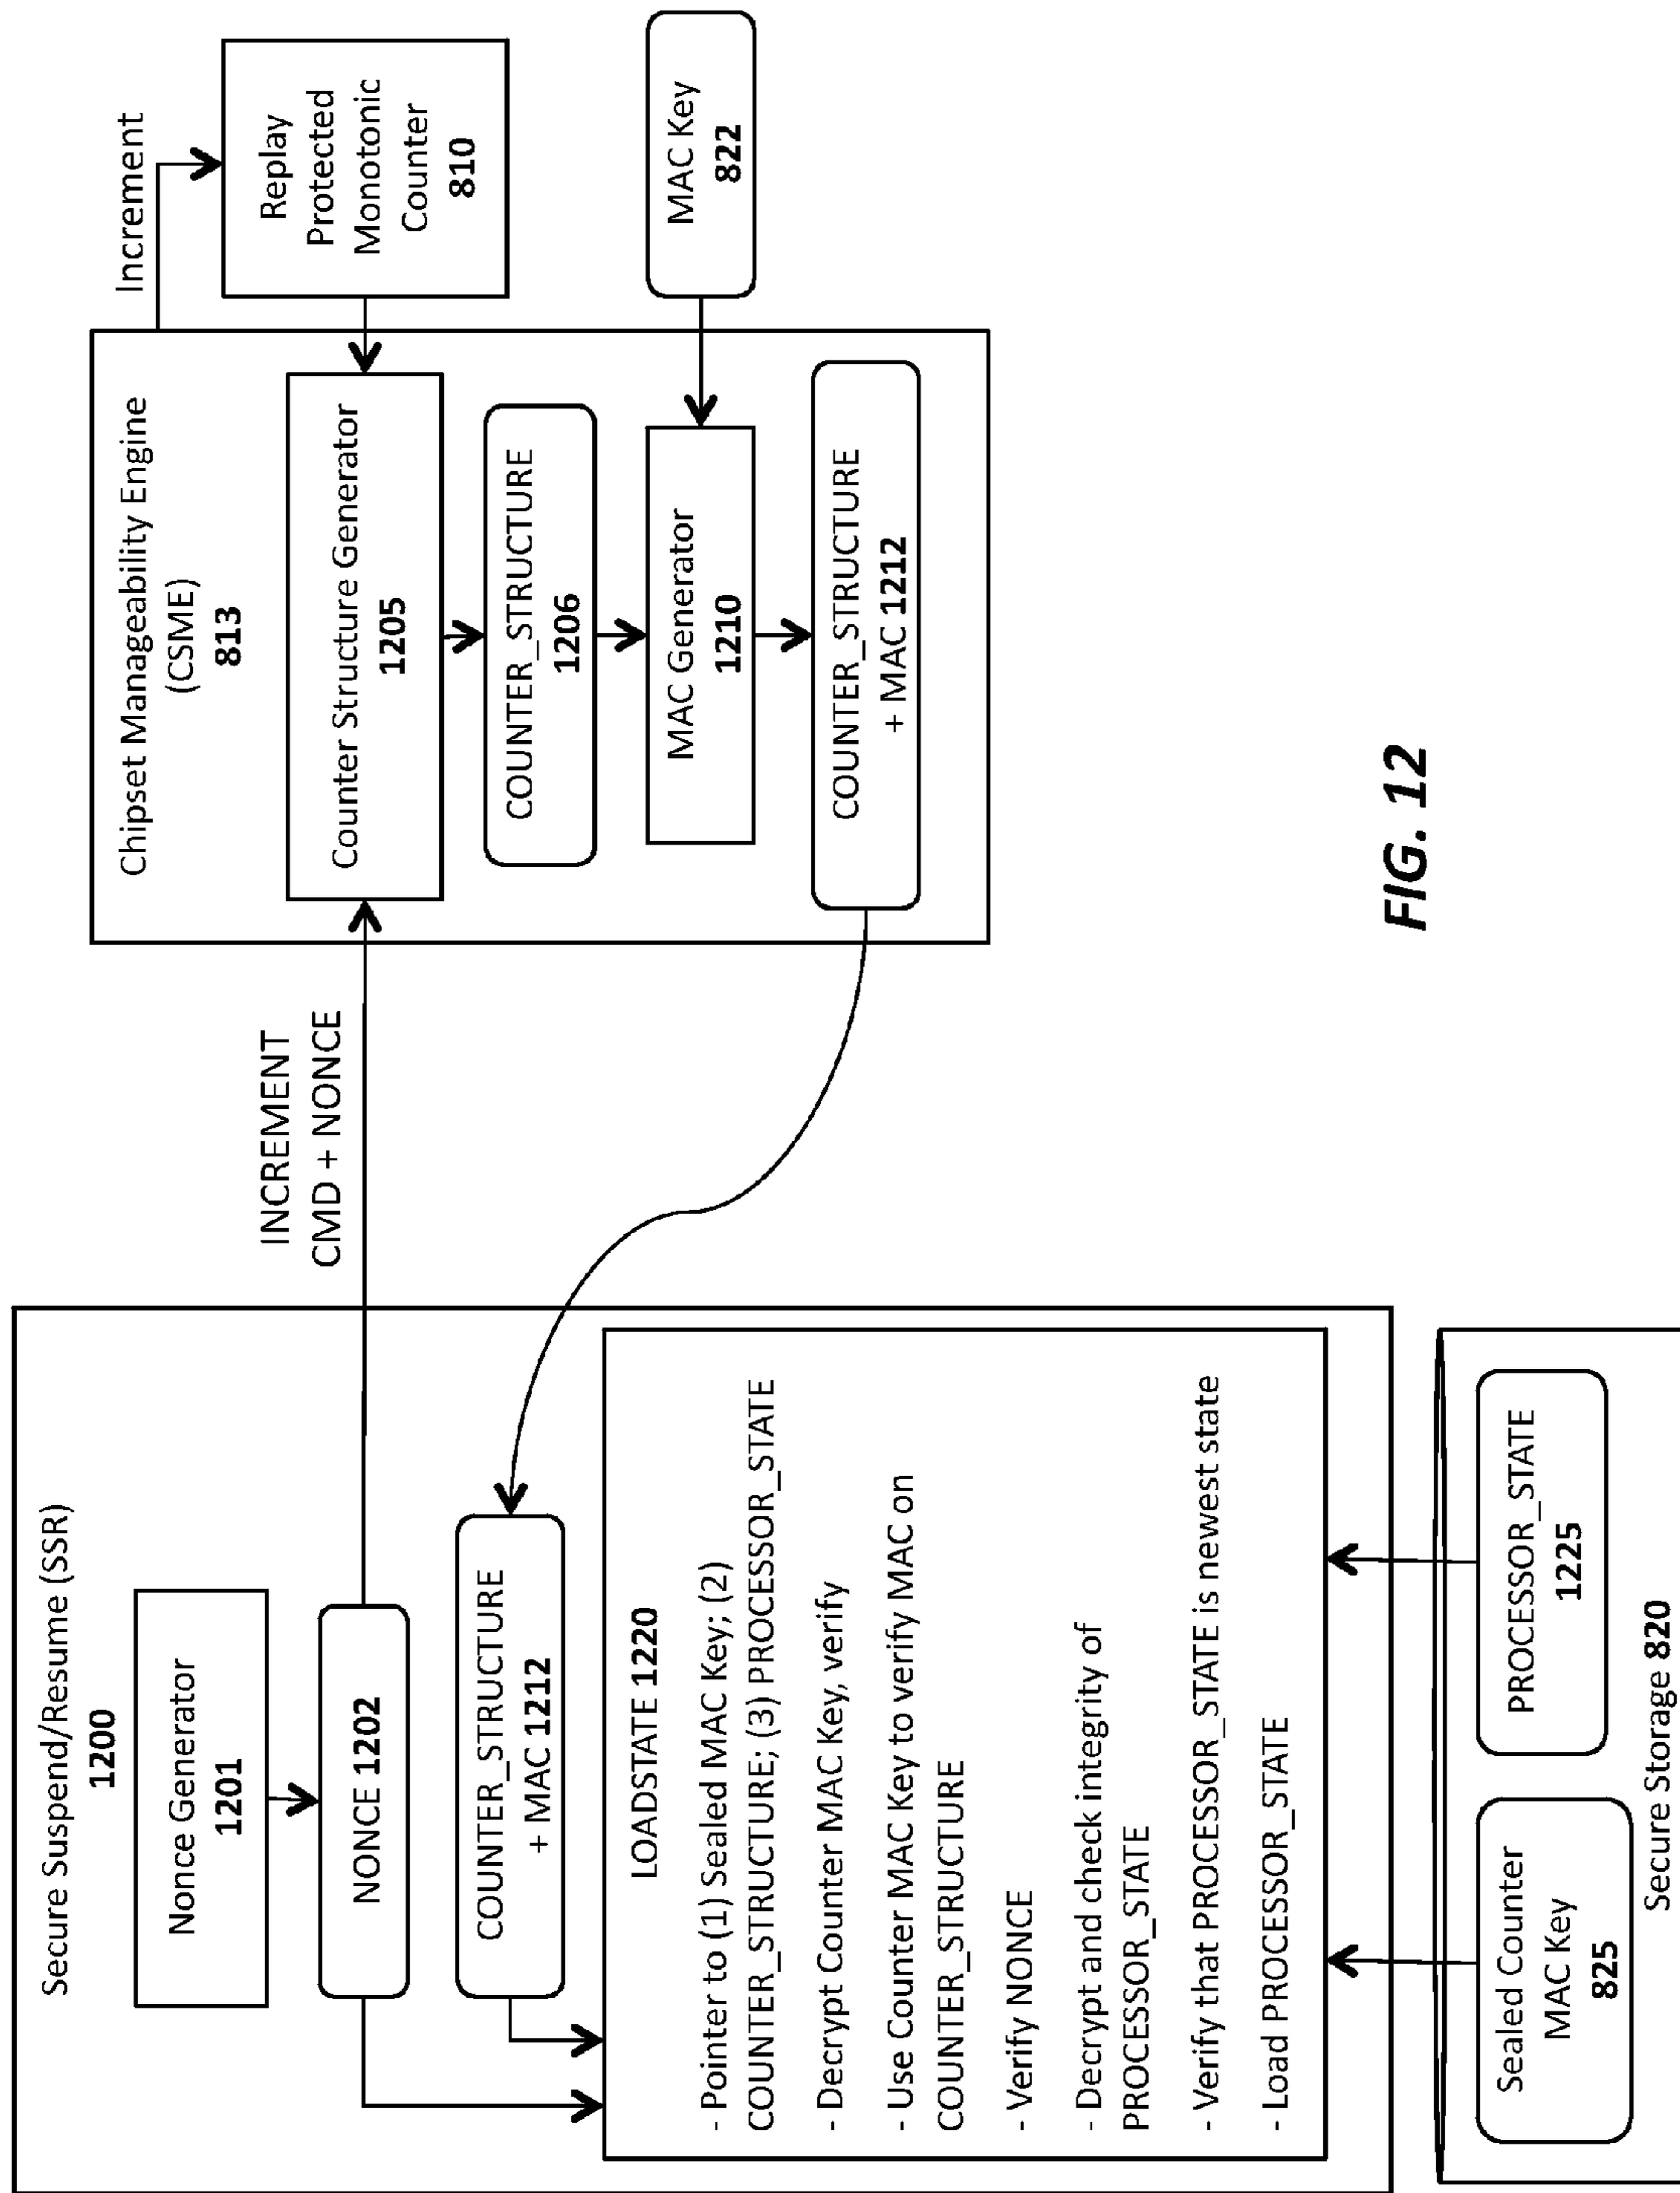 Secure Suspend/Resume (SSR)
1200
Nonce Generator
1201
NONCE 1202
COUNTER_STRUCTURE
+ MAC 1212
LOADSTATE 1220
- Pointer to (1) Sealed MAC Key; (2)
COUNTER_STRUCTURE; (3) PROCESSOR_STATE
- Decrypt Counter MAC Key, verify
- Use Counter MAC Key to verify MAC on
COUNTER_STRUCTURE
- Verify NONCE
- Decrypt and check integrity of
PROCESSOR_STATE
- Verify that PROCESSOR_STATE is newest state
- Load PROCESSOR_STATE
Sealed Counter
MAC Key
825
PROCESSOR_STATE
1225
Secure Storage 820
INCREMENT
CMD + NONCE
Chipset Manageability Engine
(CSME)
813
Counter Structure Generator
1205
COUNTER_STRUCTURE
1206
MAC Generator
1210
COUNTER_STRUCTURE
+ MAC 1212
Increment
Replay
Protected
Monotonic
Counter
810
MAC Key
822
FIG. 12